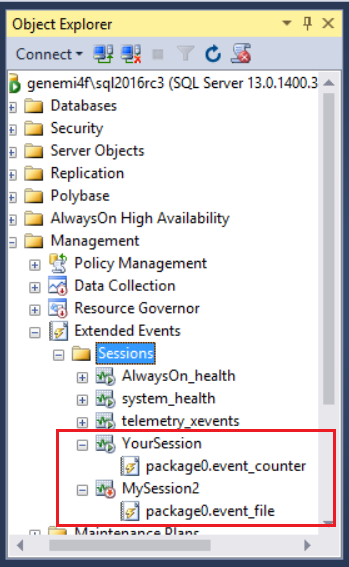 Object Explorer
Connect
genemi4f\sql2016rc3 (SQL Server 13.0.1400.3
Databases
Security
Server Objects
Replication
Polybase
AlwaysOn High Availability
Management
Policy Management
Data Collection
Resource Governor
Extended Events
Sessions
AlwaysOn_health
system_health
telemetry_xevents
YourSession
package0.event_counter
MySession2
package0.event_file
Maintenance Plans